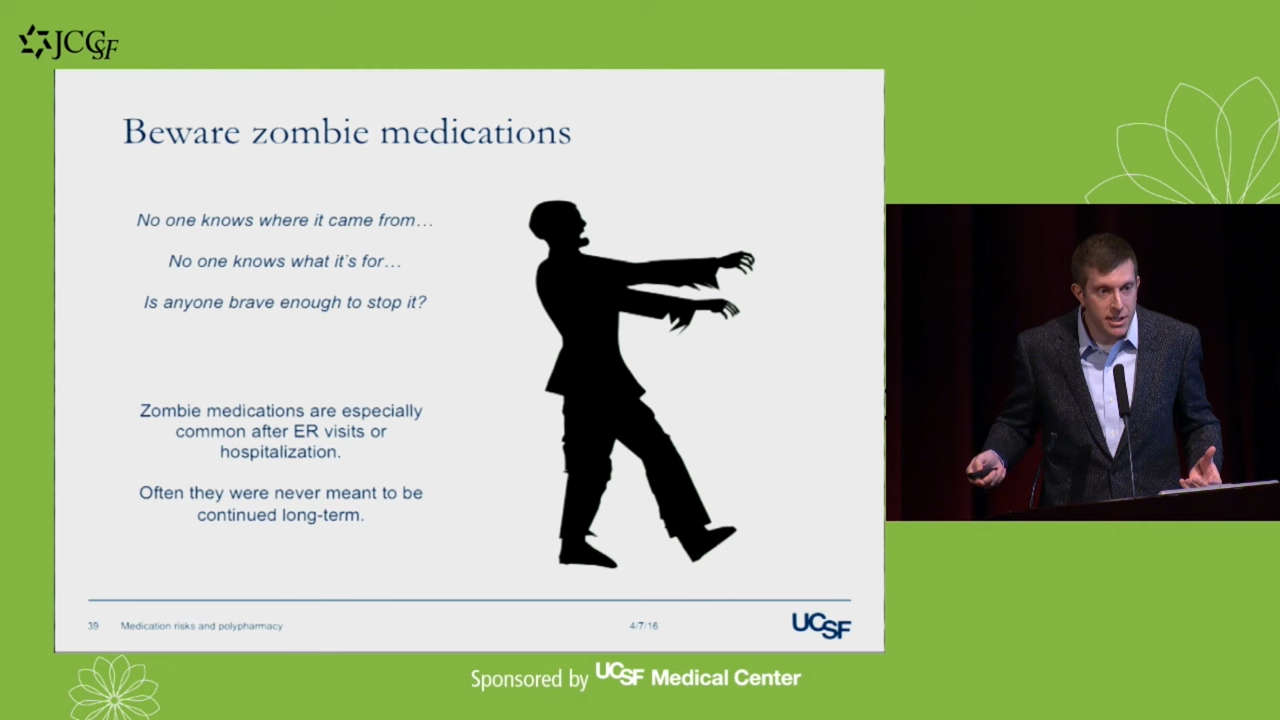 JCCSF
Beware zombie medications
No one knows where it came from…
No one knows what it's for…
Is anyone brave enough to stop it?
Zombie medications are especially
common after ER visits or
hospitalization.
Often they were never meant to be
continued long-term.
39 Medication risks and polypharmacy 4/7/16 UCSF
Sponsored by UCSF Medical Center